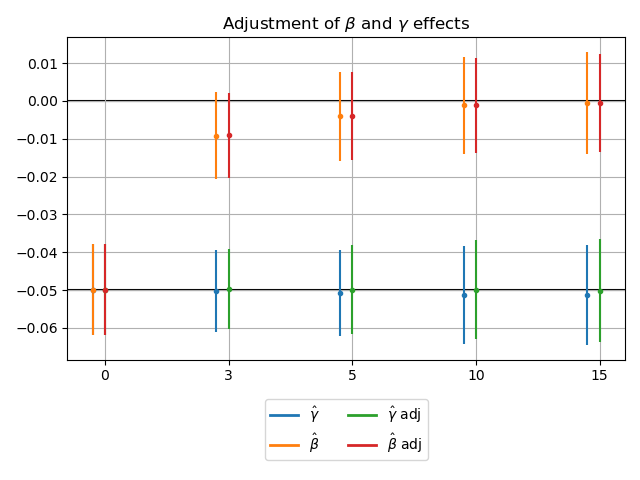 Adjustment of β and γ effects
0.01
0.00
−0.01
−0.02
−0.03
−0.04
−0.05
−0.06
0 3 5 10 15
γ̂ γ̂ adj
β̂ β̂ adj